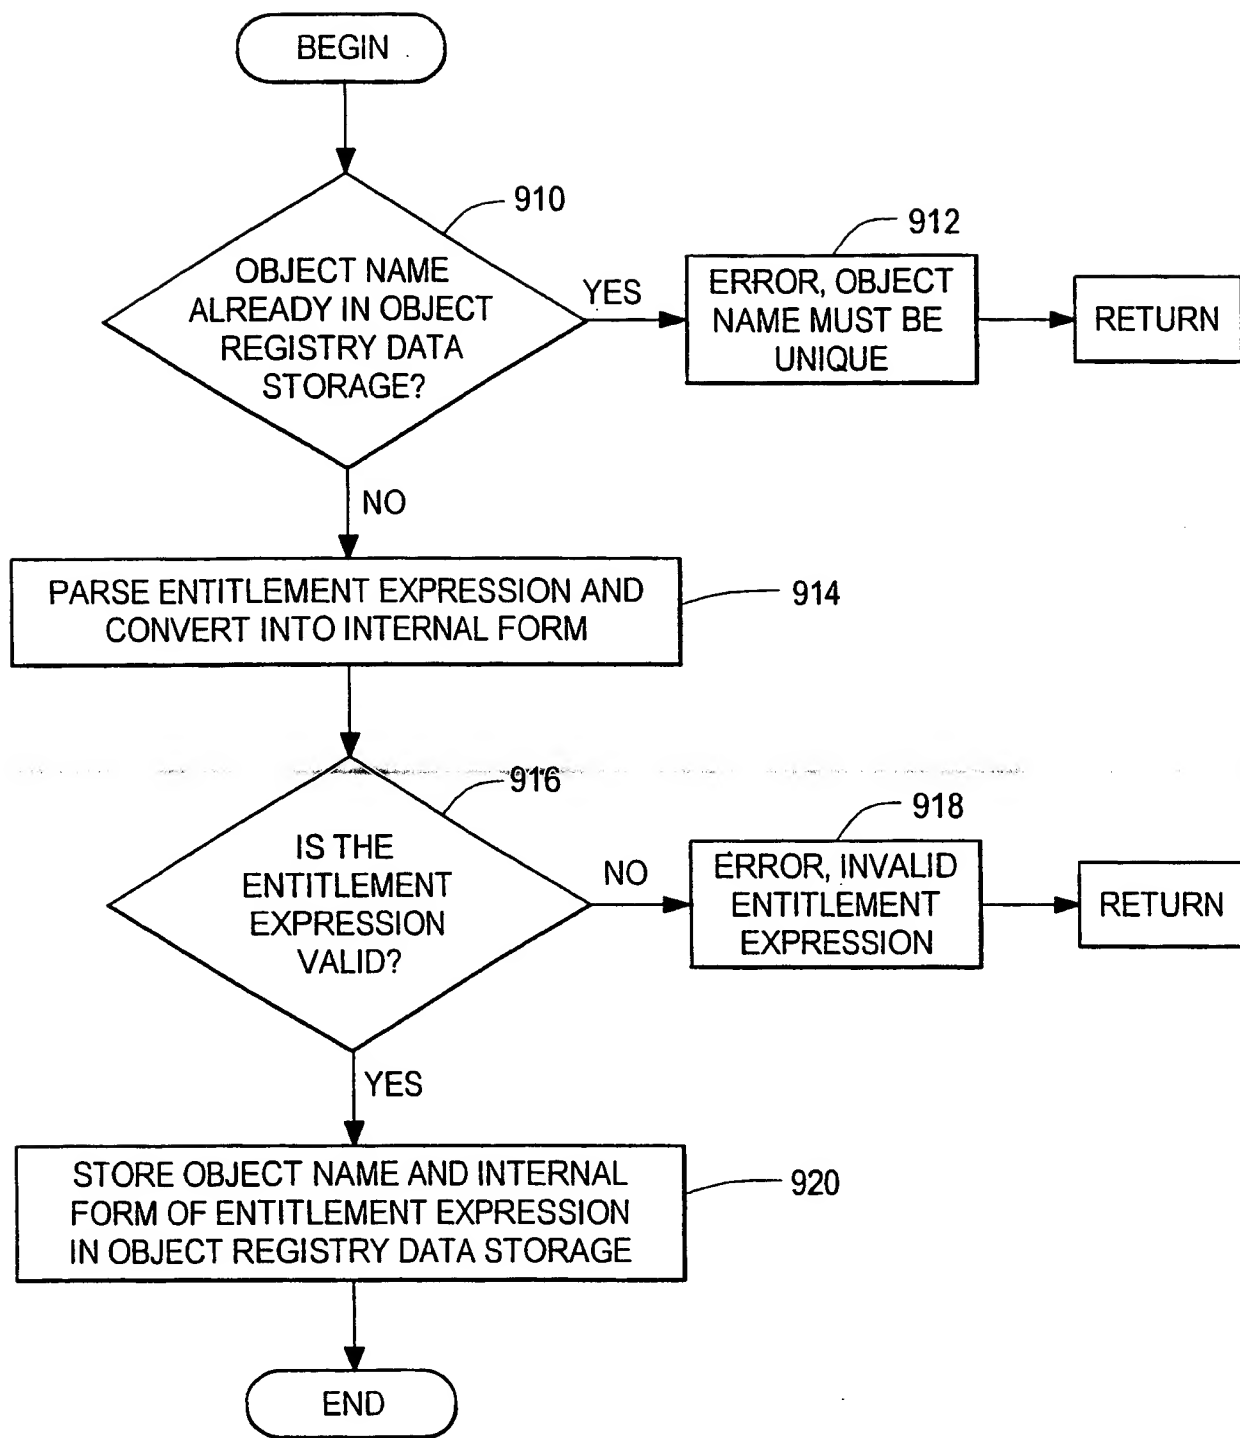 BEGIN
910
OBJECT NAME
ALREADY IN OBJECT
REGISTRY DATA
STORAGE?
YES
912
ERROR, OBJECT
NAME MUST BE
UNIQUE
RETURN
NO
PARSE ENTITLEMENT EXPRESSION AND
CONVERT INTO INTERNAL FORM
914
916
IS THE
ENTITLEMENT
EXPRESSION
VALID?
NO
918
ERROR, INVALID
ENTITLEMENT
EXPRESSION
RETURN
YES
STORE OBJECT NAME AND INTERNAL
FORM OF ENTITLEMENT EXPRESSION
IN OBJECT REGISTRY DATA STORAGE
920
END